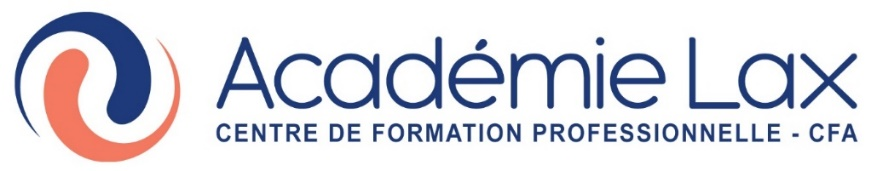 Académie Lax
CENTRE DE FORMATION PROFESSIONNELLE - CFA